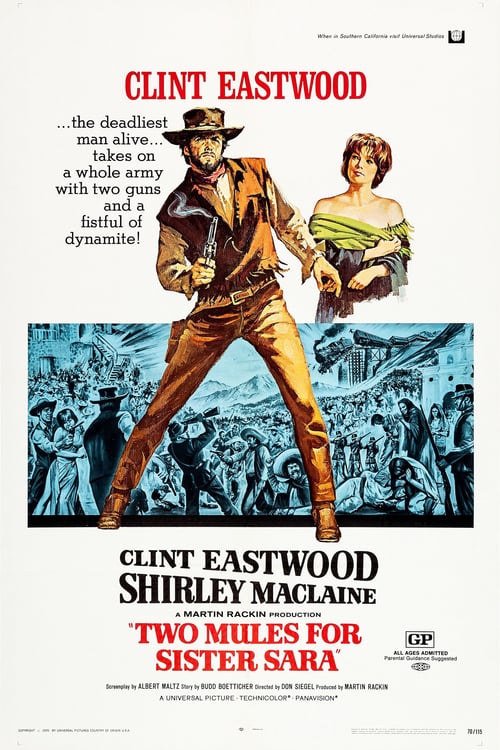 When in Southern California visit Universal Studios
CLINT EASTWOOD
...the deadliest
man alive...
takes on
a whole army
with two guns
and a
fistful of
dynamite!
CLINT EASTWOOD
SHIRLEY MACLAINE
A MARTIN RACKIN PRODUCTION
"TWO MULES FOR
SISTER SARA"
GP
ALL AGES ADMITTED
Parental Guidance Suggested
Screenplay by ALBERT MALTZ Story by BUDD BOETTICHER Directed by DON SIEGEL Produced by MARTIN RACKIN
A UNIVERSAL PICTURE · TECHNICOLOR® · PANAVISION®
70/115